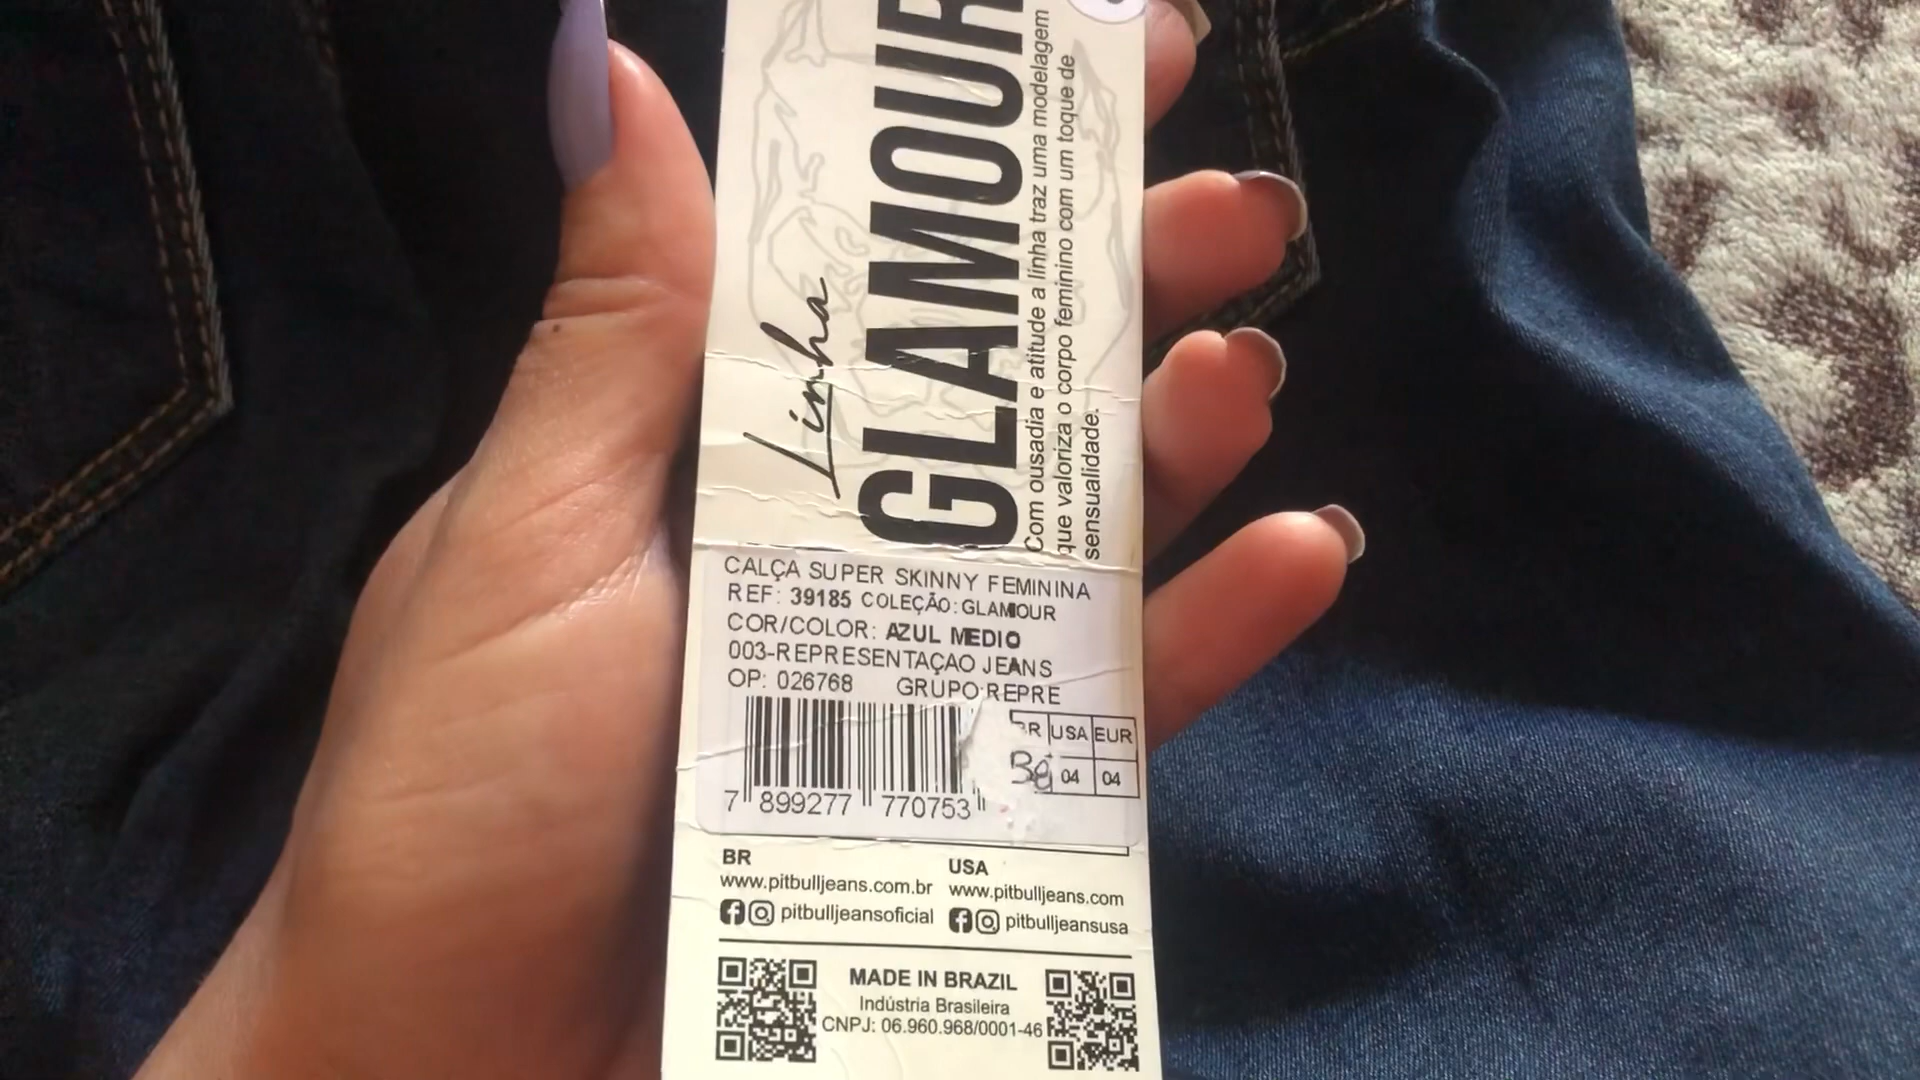 Linha
GLAMOUR
Com ousadia e atitude a linha traz uma modelagem
que valoriza o corpo feminino com um toque de
sensualidade.
CALÇA SUPER SKINNY FEMININA
REF: 39185 COLEÇÃO:GLAMOUR
COR/COLOR: AZUL MEDIO
003-REPRESENTAÇAO JEANS
OP: 026768 GRUPO:REPRE
BR USA EUR
04 04
7 899277 770753
BR
www.pitbulljeans.com.br
pitbulljeansoficial
USA
www.pitbulljeans.com
pitbulljeansusa
MADE IN BRAZIL
Indústria Brasileira
CNPJ: 06.960.968/0001-46